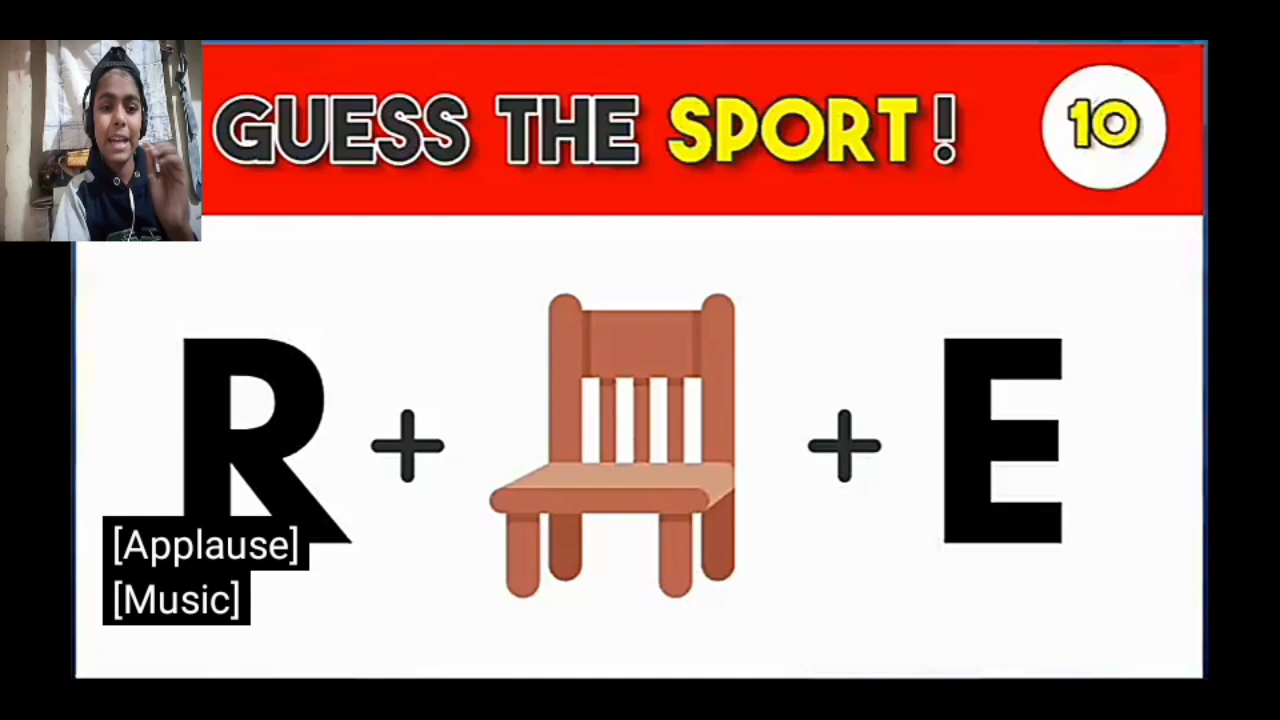 GUESS THE SPORT!
10
R + + E
[Applause]
[Music]